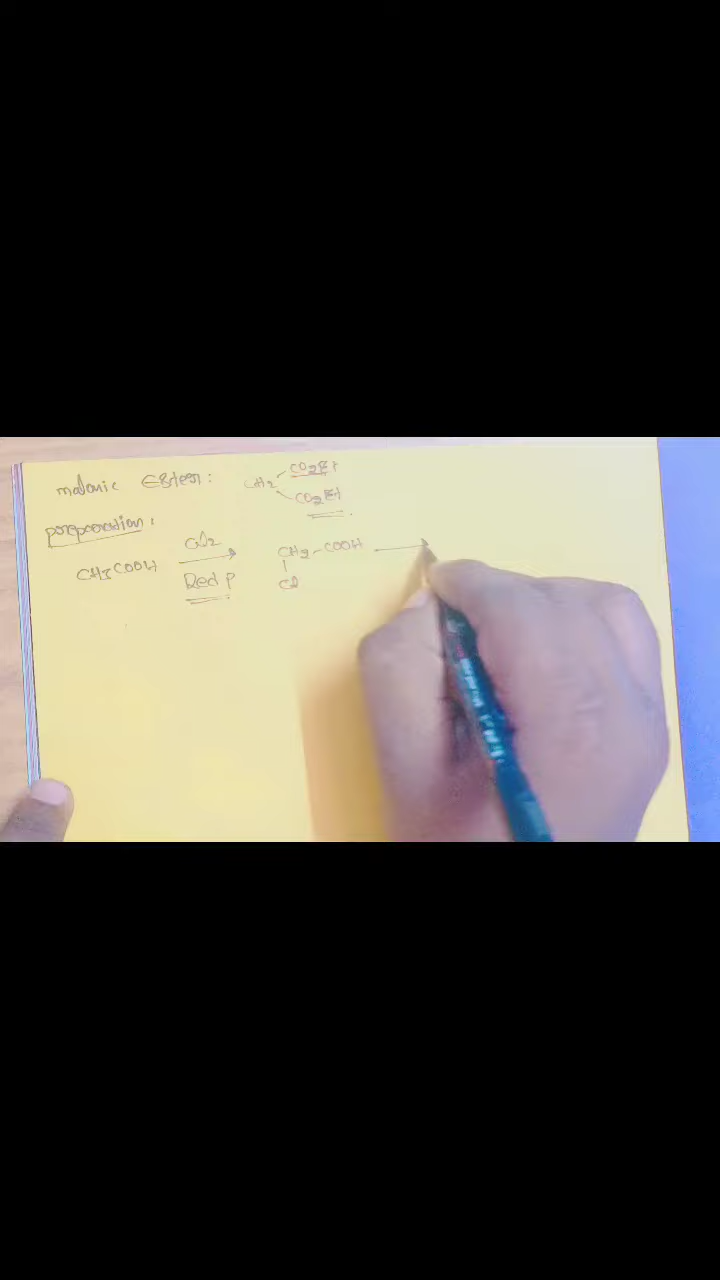 malonic Ester: CH2 CO2Et
CO2Et
preparation:
CH3COOH Cl2 CH2-COOH
Red P Cl